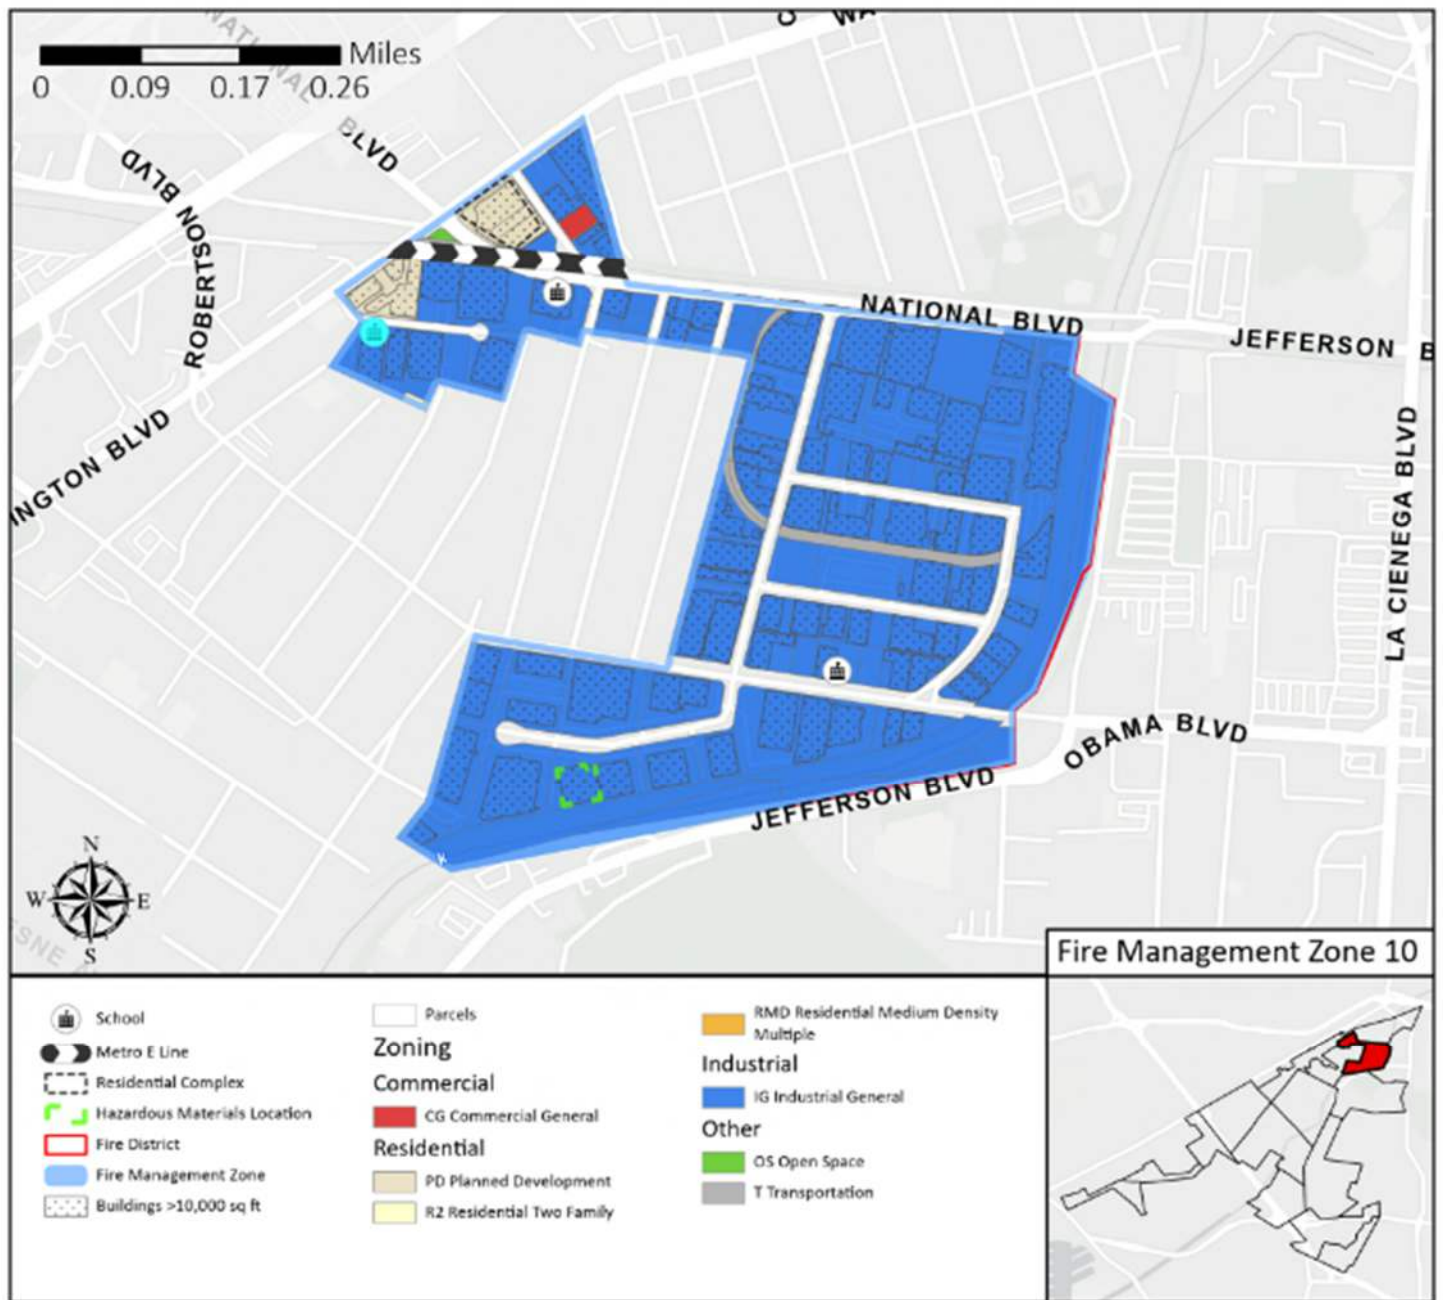 WA
NATIONAL BLVD
Miles
0 0.09 0.17 0.26
ROBERTSON BLVD
NATIONAL BLVD
JEFFERSON B
INGTON BLVD
LA CIENEGA BLVD
OBAMA BLVD
JEFFERSON BLVD
N
W E
S
ESNE A
Fire Management Zone 10
School
Metro E Line
Residential Complex
Hazardous Materials Location
Fire District
Fire Management Zone
Buildings >10,000 sq ft
Parcels
Zoning
Commercial
CG Commercial General
Residential
PD Planned Development
R2 Residential Two Family
RMD Residential Medium Density
Multiple
Industrial
IG Industrial General
Other
OS Open Space
T Transportation